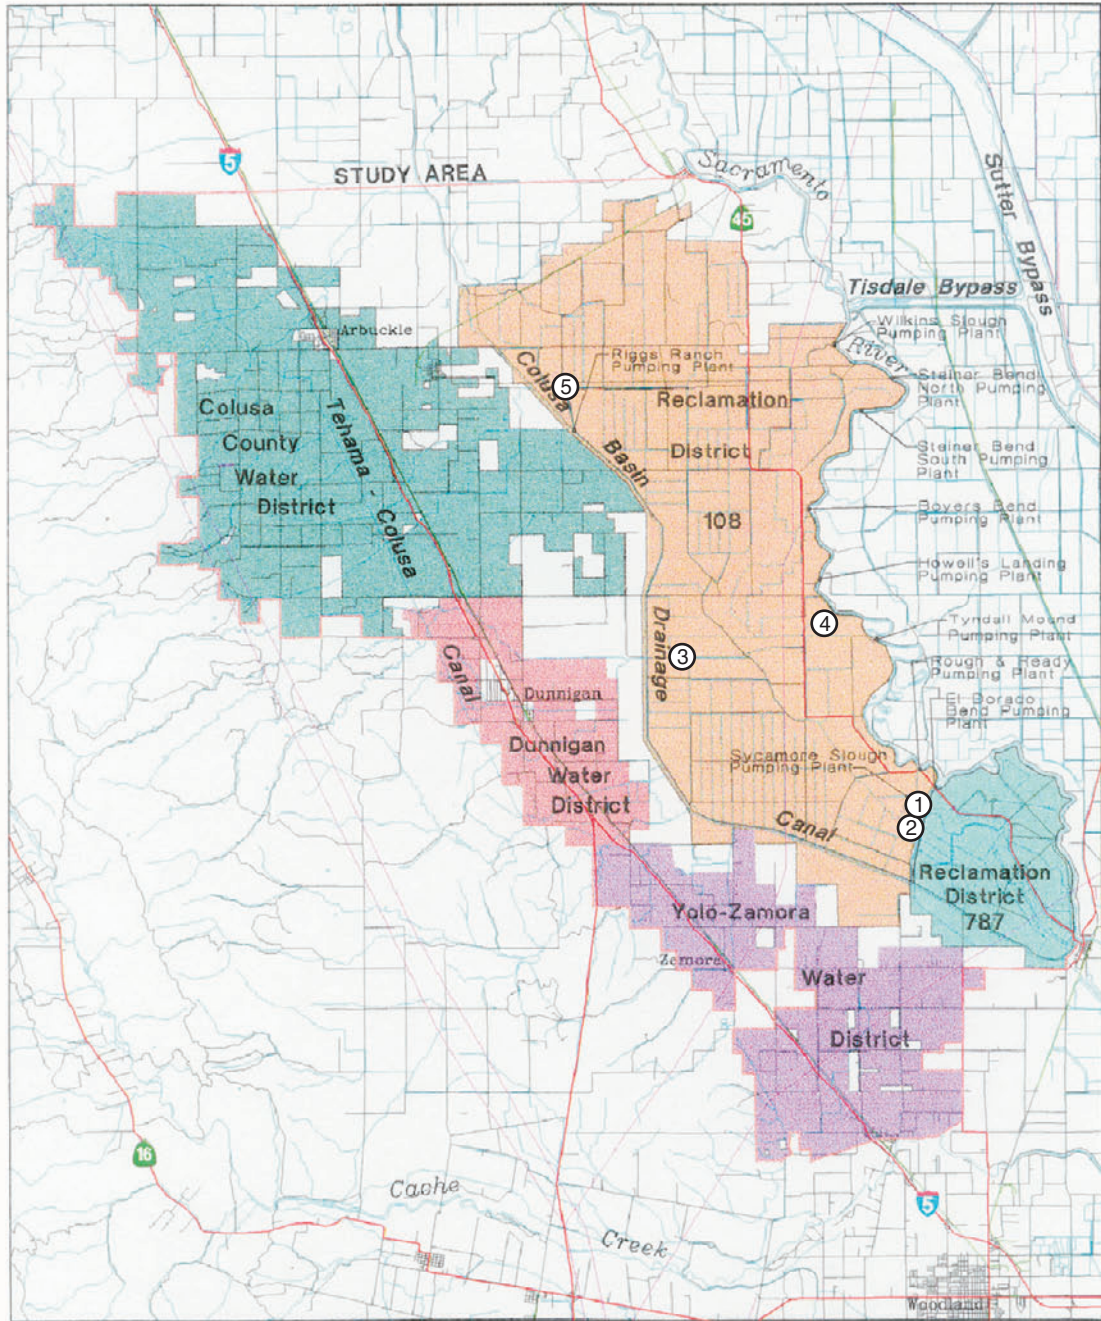 5
STUDY AREA
Sacramento
45
Sutter Bypass
Tisdale Bypass
Wilkins Slough
Pumping Plant
River
Arbuckle
Riggs Ranch
Pumping Plant
Steiner Bend
North Pumping
Plant
5
Colusa
Reclamation
Colusa
County
Water
District
Tehama - Colusa
Basin
District
Steiner Bend
South Pumping
Plant
108
Boyers Bend
Pumping Plant
Howell's Landing
Pumping Plant
4
Tyndall Mound
Pumping Plant
Drainage
3
Canal
Rough & Ready
Pumping Plant
Dunnigan
El Dorado
Bend Pumping
Plant
Dunnigan
Water
District
Sycamore Slough
Pumping Plant
1
2
Canal
Reclamation
District
787
Yolo-Zamora
Zamora
Water
District
16
Cache
Creek
5
Woodland